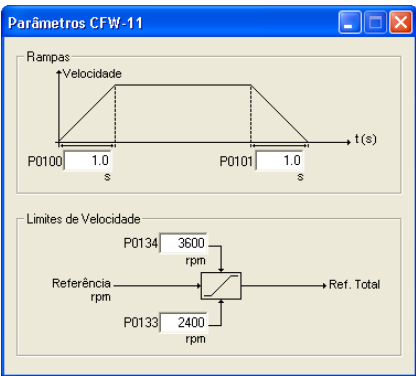 Parâmetros CFW-11
Rampas
Velocidade
t(s)
P0100 1.0
s
P0101 1.0
s
Limites de Velocidade
P0134 3600
rpm
Referência
rpm
Ref. Total
P0133 2400
rpm